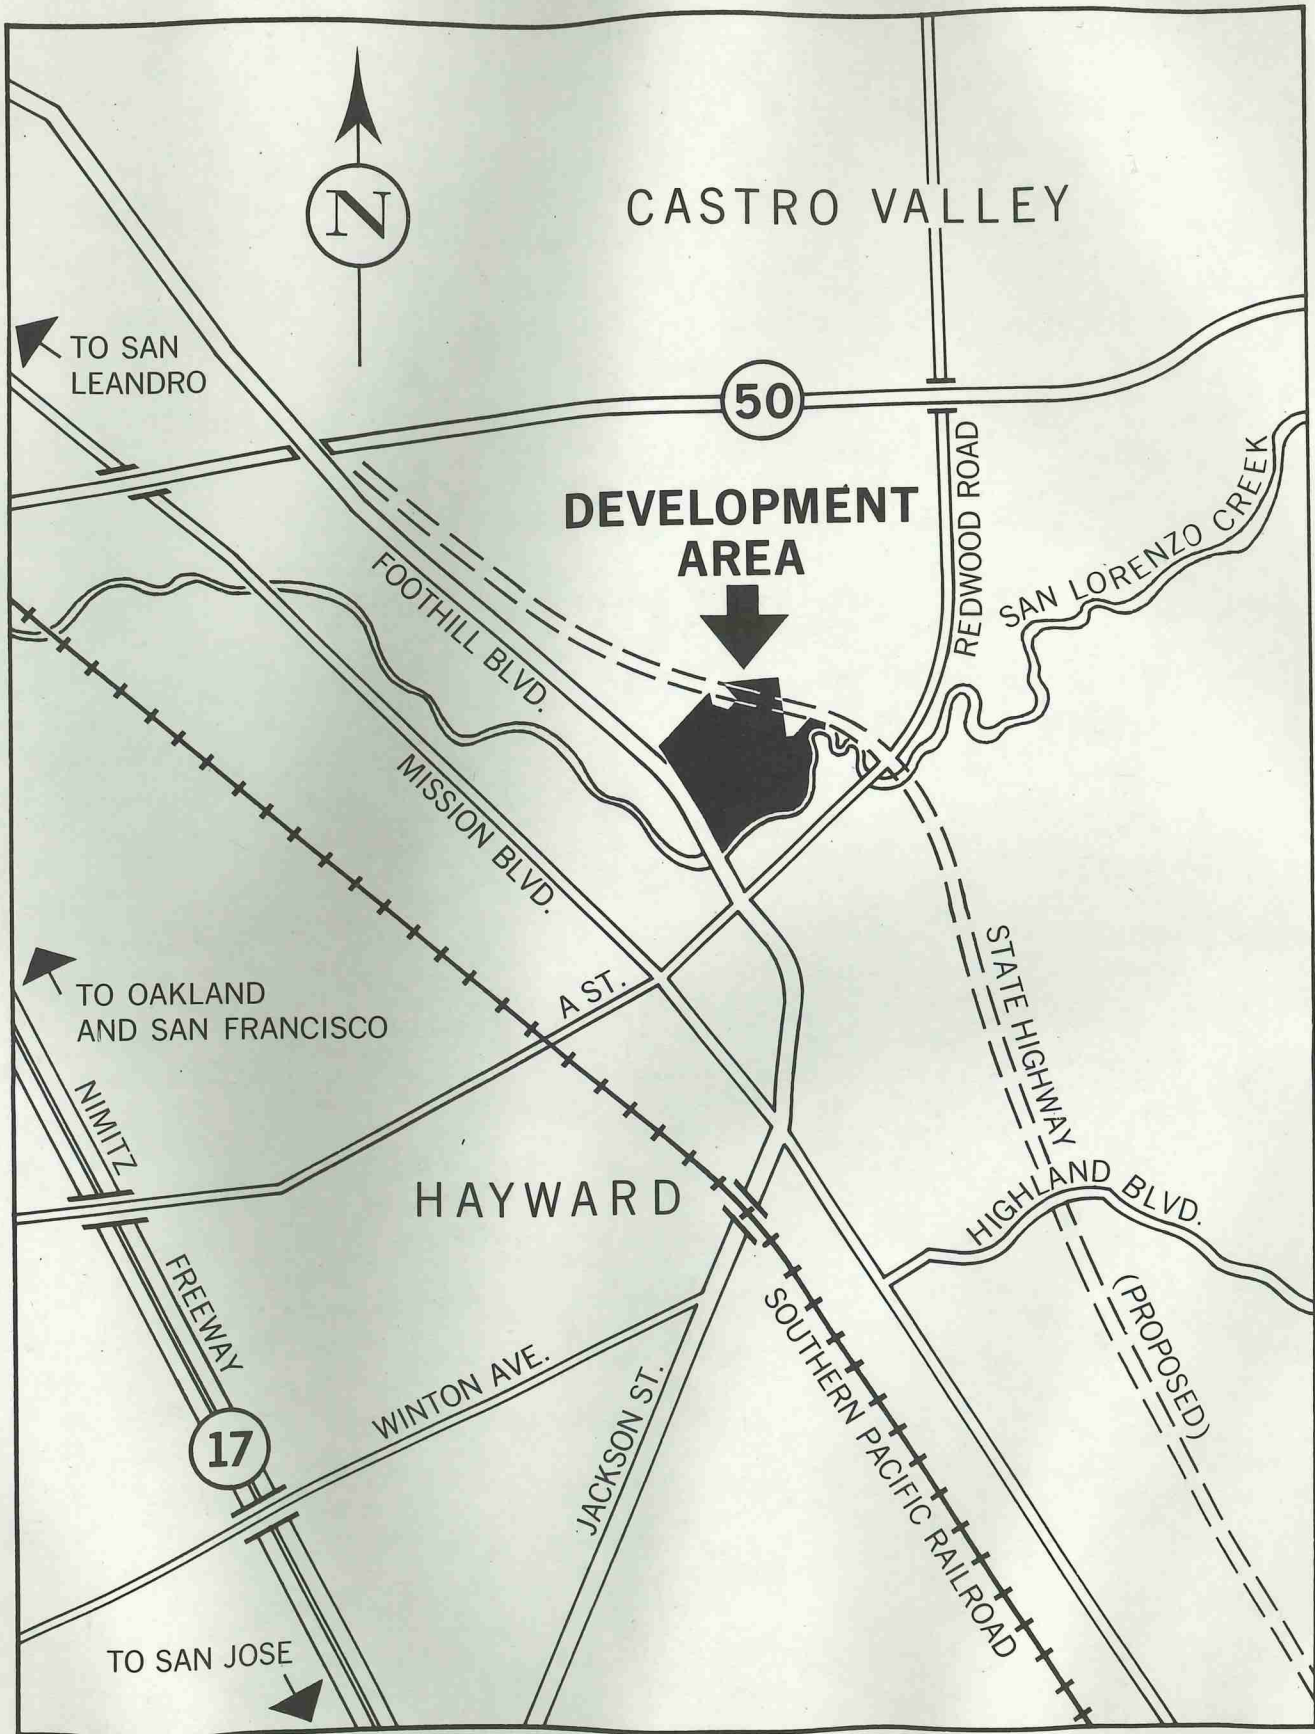 N
CASTRO VALLEY
TO SAN
LEANDRO
50
DEVELOPMENT
AREA
REDWOOD ROAD
SAN LORENZO CREEK
FOOTHILL BLVD.
MISSION BLVD.
STATE HIGHWAY
TO OAKLAND
AND SAN FRANCISCO
A ST.
NIMITZ
FREEWAY
HAYWARD
HIGHLAND BLVD.
(PROPOSED)
17
WINTON AVE.
JACKSON ST.
SOUTHERN PACIFIC RAILROAD
TO SAN JOSE